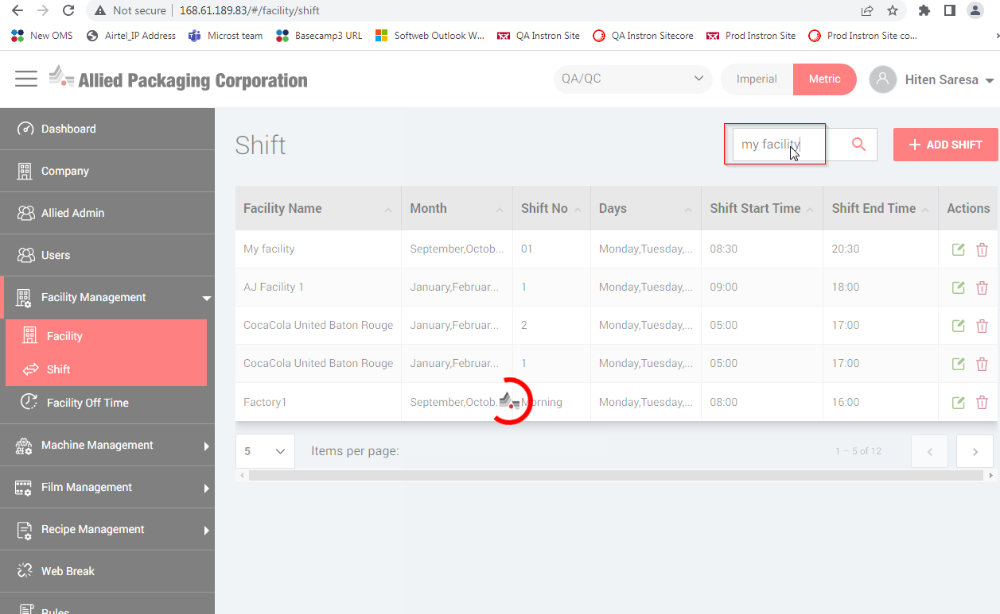 Not secure 168.61.189.83/#/facility/shift
New OMS Airtel_IP Address Microst team Basecamp3 URL Softweb Outlook W... QA Instron Site QA Instron Sitecore Prod Instron Site Prod Instron Site co...
Allied Packaging Corporation QA/QC Imperial Metric Hiten Saresa
Dashboard
Company
Allied Admin
Users
Facility Management
Facility
Shift
Facility Off Time
Machine Management
Film Management
Recipe Management
Web Break
Rules
Shift my facility ADD SHIFT
Facility Name Month Shift No Days Shift Start Time Shift End Time Actions
My facility September,Octob... 01 Monday,Tuesday,... 08:30 20:30
AJ Facility 1 January,Februar... 1 Monday,Tuesday,... 09:00 18:00
CocaCola United Baton Rouge January,Februar... 2 Monday,Tuesday,... 05:00 17:00
CocaCola United Baton Rouge January,Februar... 1 Monday,Tuesday,... 05:00 17:00
Factory1 September,Octob... Morning Monday,Tuesday,... 08:00 16:00
5 Items per page: 1 – 5 of 12